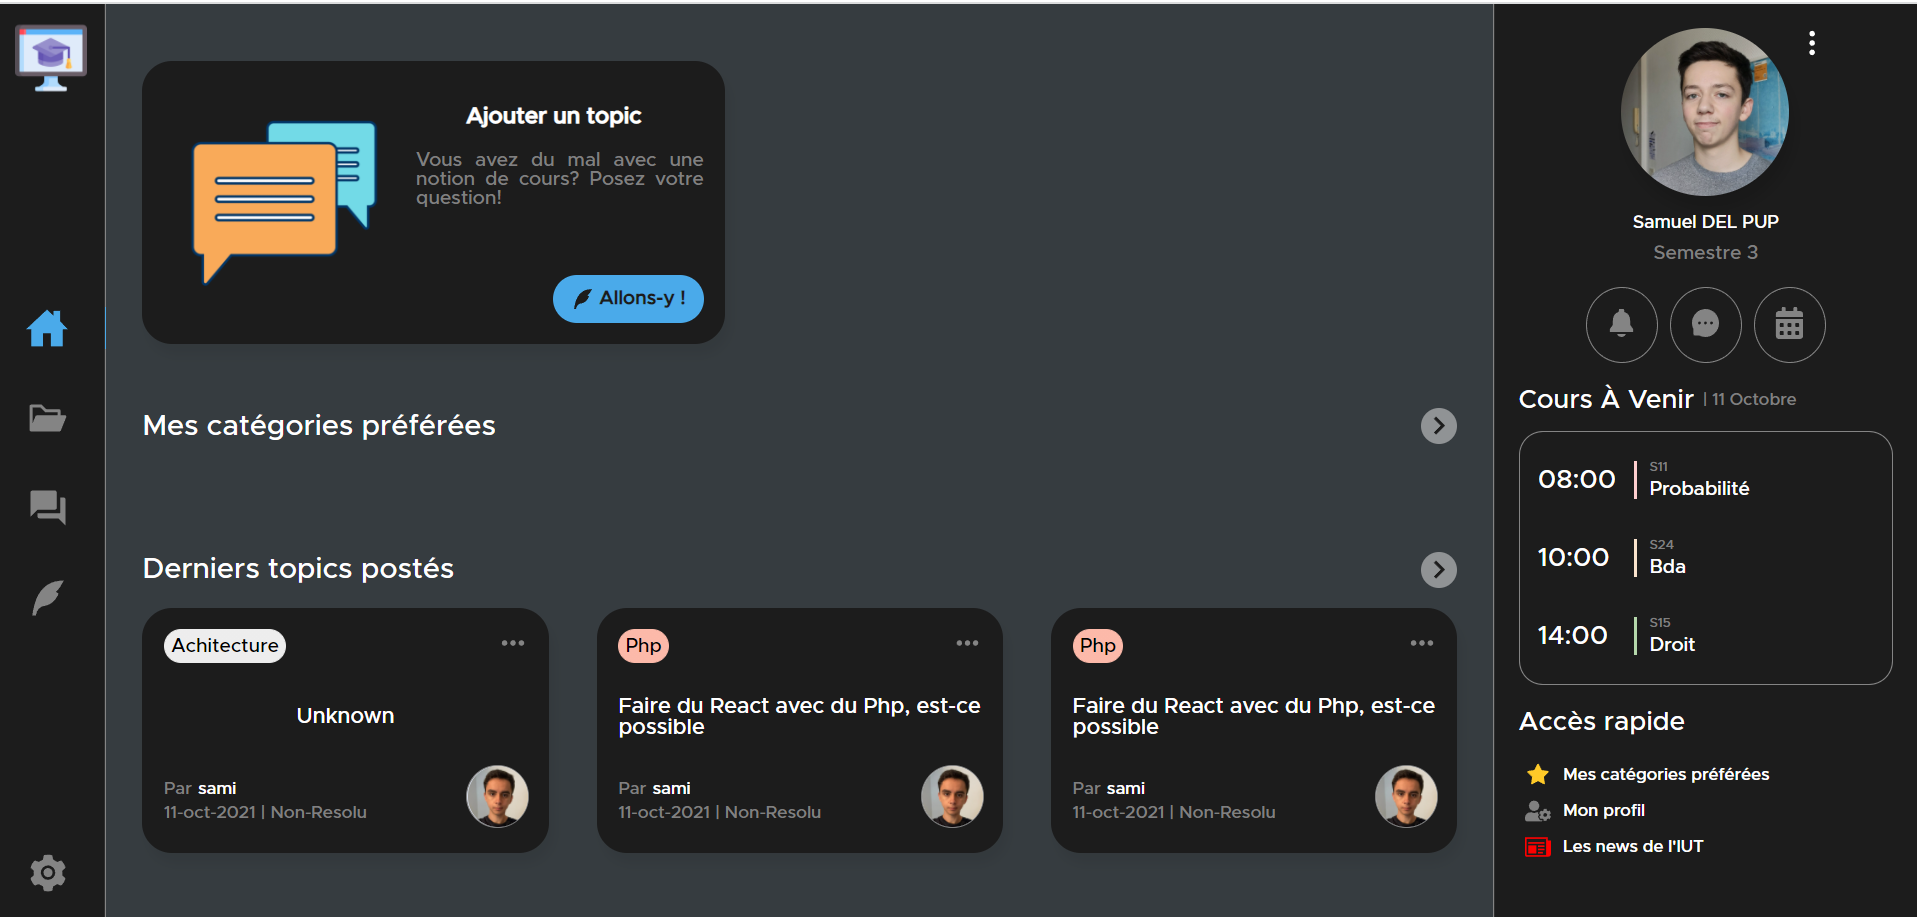 Ajouter un topic
Vous avez du mal avec une
notion de cours? Posez votre
question!
Allons-y !
Mes catégories préférées
Derniers topics postés
Achitecture
Unknown
Par sami
11-oct-2021 | Non-Resolu
Php
Faire du React avec du Php, est-ce
possible
Par sami
11-oct-2021 | Non-Resolu
Php
Faire du React avec du Php, est-ce
possible
Par sami
11-oct-2021 | Non-Resolu
Samuel DEL PUP
Semestre 3
Cours À Venir | 11 Octobre
08:00
S11
Probabilité
10:00
S24
Bda
14:00
S15
Droit
Accès rapide
Mes catégories préférées
Mon profil
Les news de l'IUT